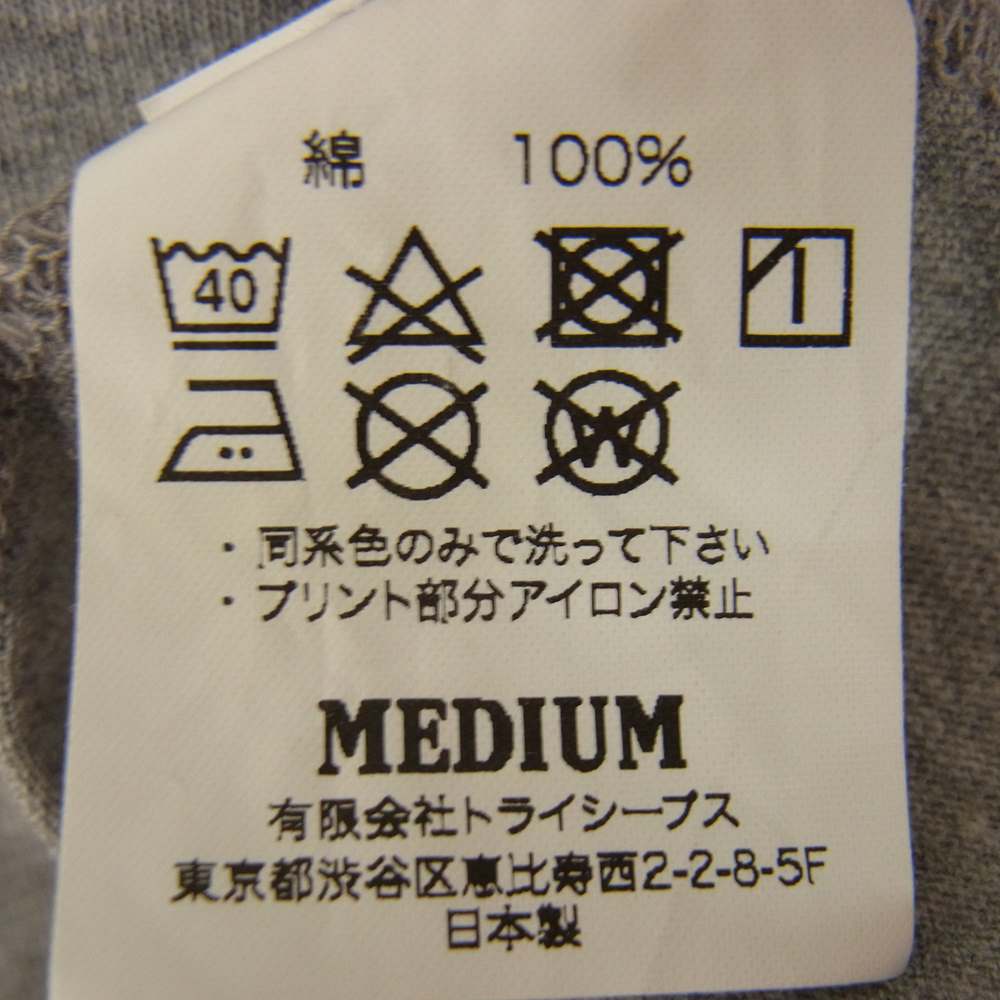 綿 100%
40
W
・同系色のみで洗って下さい
・プリント部分アイロン禁止
MEDIUM
有限会社トライシープス
東京都渋谷区恵比寿西2-2-8-5F
日本製